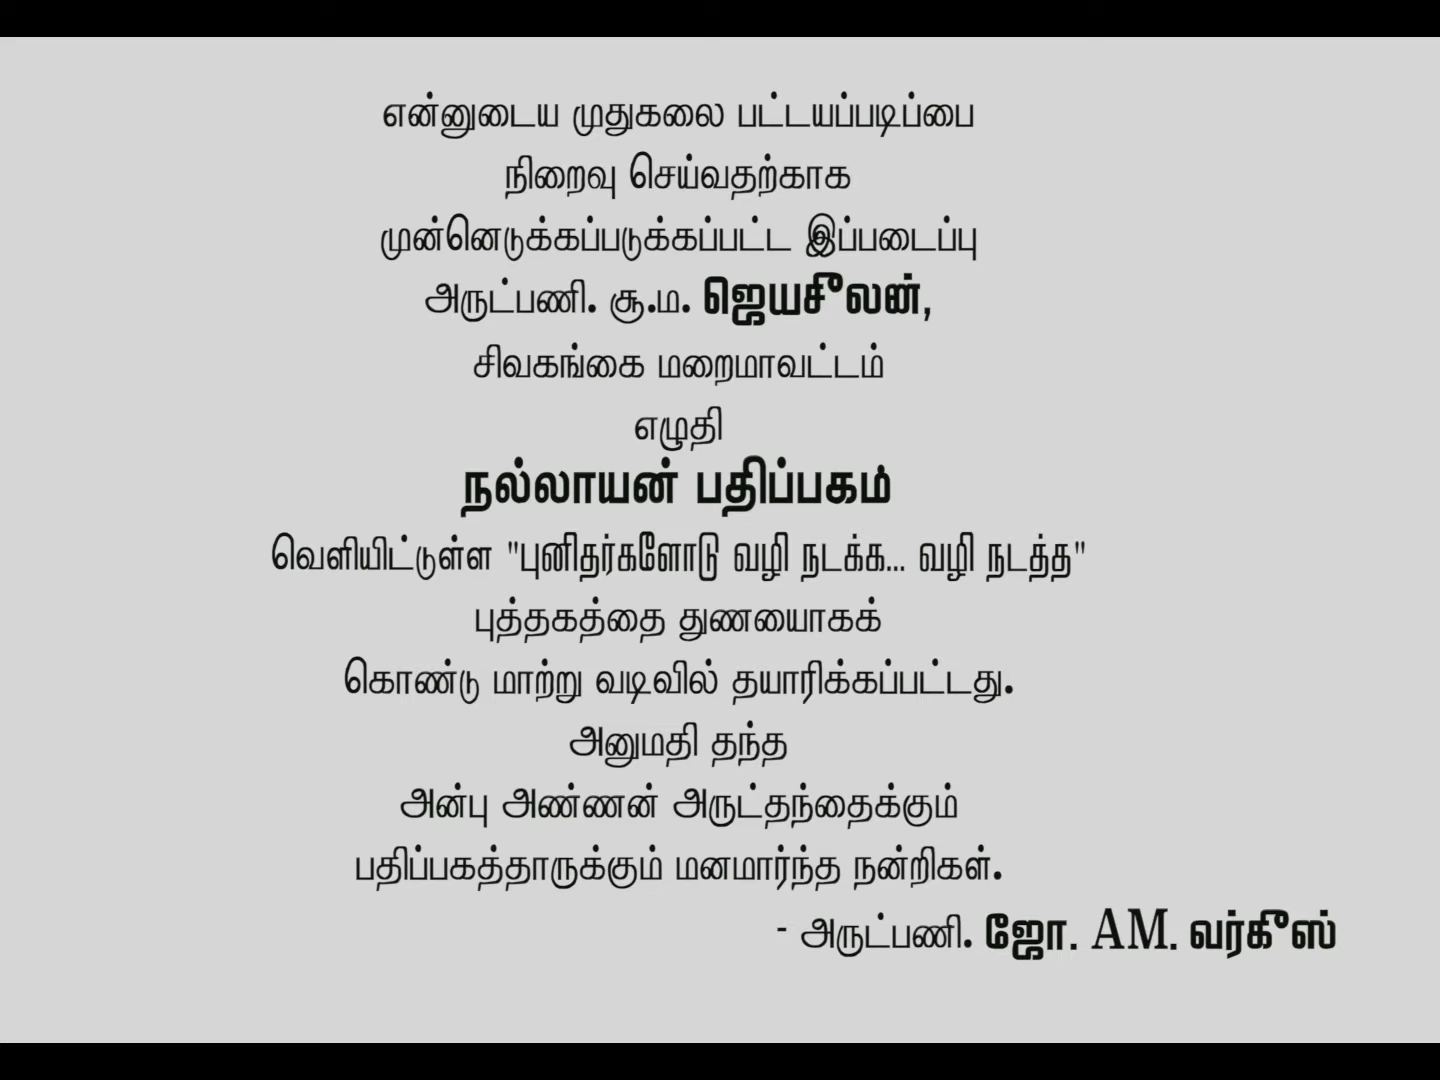 என்னுடைய முதுகலை பட்டயப்படிப்பை
நிறைவு செய்வதற்காக
முன்னெடுக்கப்படுக்கப்பட்ட இப்படைப்பு
அருட்பணி. சூ.ம. ஜெயசீலன்,
சிவகங்கை மறைமாவட்டம்
எழுதி
நல்லாயன் பதிப்பகம்
வெளியிட்டுள்ள "புனிதர்களோடு வழி நடக்க... வழி நடத்த"
புத்தகத்தை துணயைாகக்
கொண்டு மாற்று வடிவில் தயாரிக்கப்பட்டது.
அனுமதி தந்த
அன்பு அண்ணன் அருட்தந்தைக்கும்
பதிப்பகத்தாருக்கும் மனமார்ந்த நன்றிகள்.
- அருட்பணி. ஜோ. AM. வர்கீஸ்